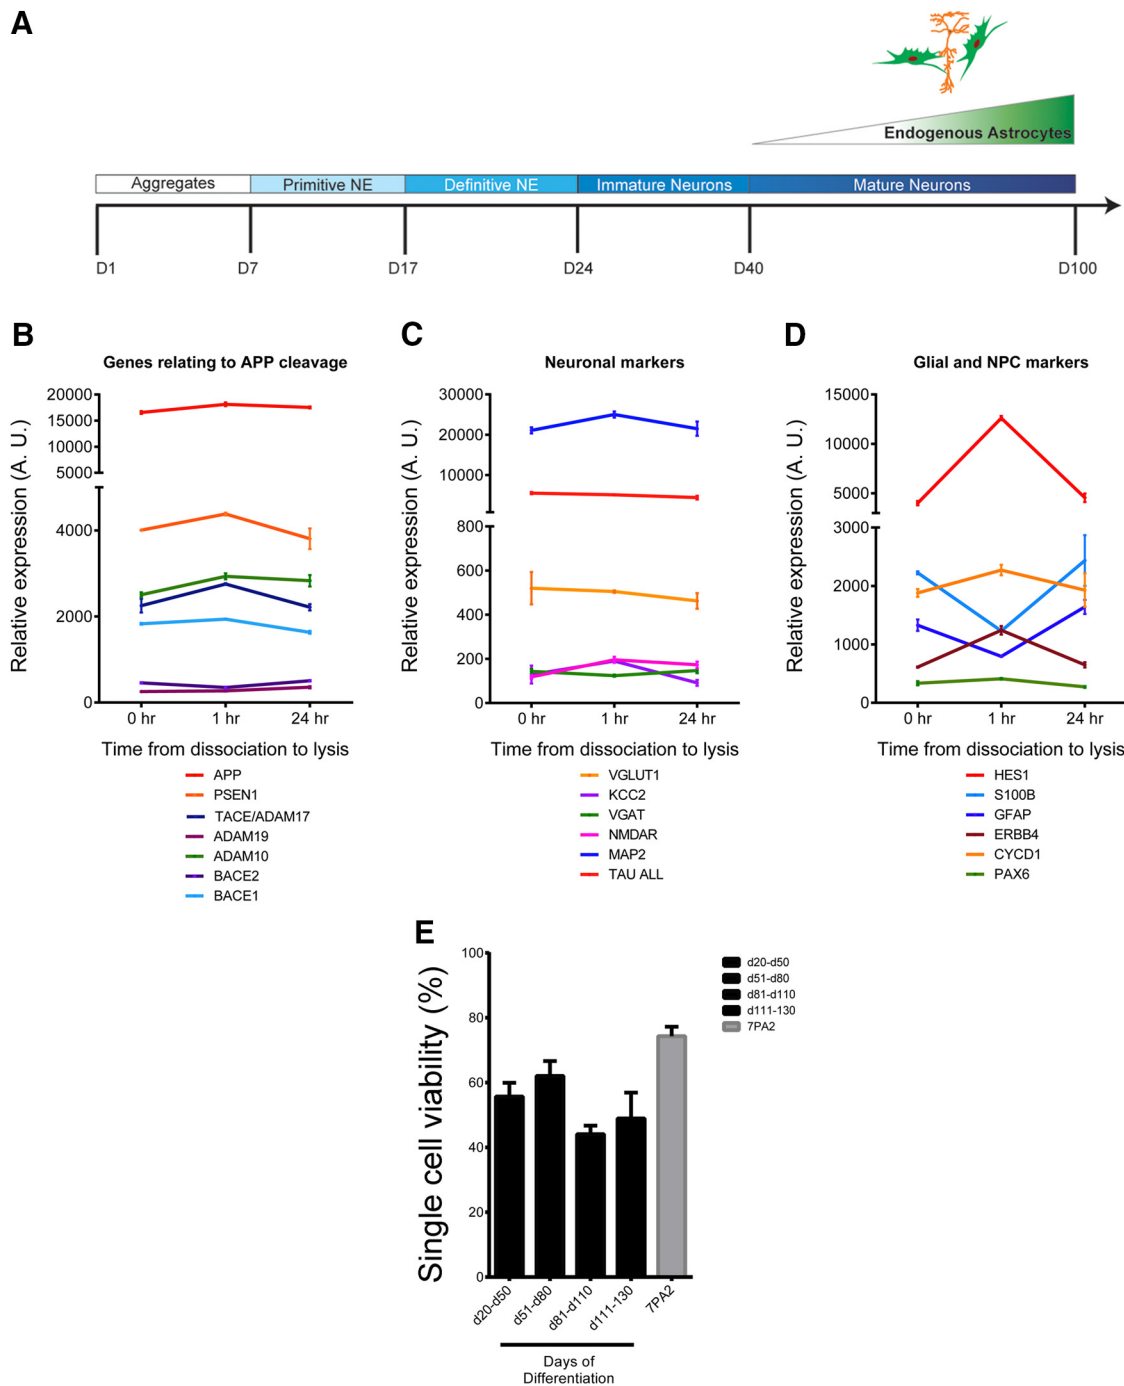 A
Endogenous Astrocytes
Aggregates
Primitive NE
Definitive NE
Immature Neurons
Mature Neurons
D1
D7
D17
D24
D40
D100
B
Genes relating to APP cleavage
Relative expression (A. U.)
20000
15000
10000
5000
4000
2000
0
0 hr
1 hr
24 hr
Time from dissociation to lysis
APP
PSEN1
TACE/ADAM17
ADAM19
ADAM10
BACE2
BACE1
C
Neuronal markers
Relative expression (A. U.)
30000
20000
10000
800
600
400
200
0
0 hr
1 hr
24 hr
Time from dissociation to lysis
VGLUT1
KCC2
VGAT
NMDAR
MAP2
TAU ALL
D
Glial and NPC markers
Relative expression (A. U.)
15000
10000
5000
3000
2000
1000
0
0 hr
1 hr
24 hr
Time from dissociation to lysis
HES1
S100B
GFAP
ERBB4
CYCD1
PAX6
E
Single cell viability (%)
100
80
60
40
20
0
d20-d50
d51-d80
d81-d110
d111-130
7PA2
Days of
Differentiation
d20-d50
d51-d80
d81-d110
d111-130
7PA2